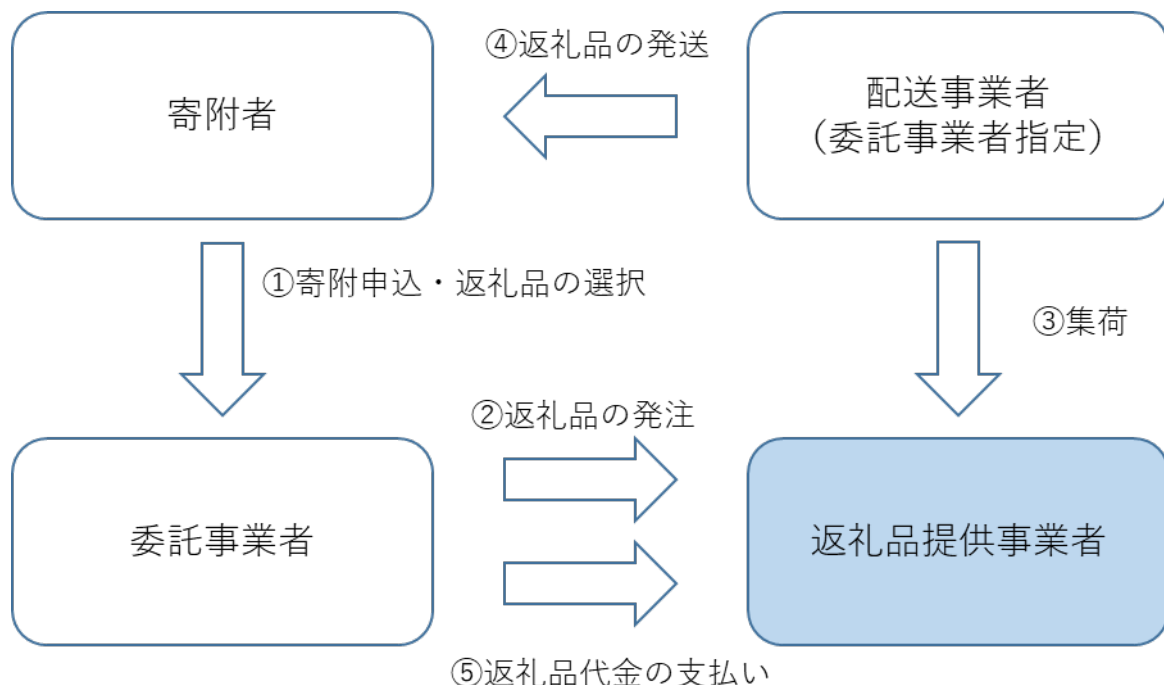 ④返礼品の発送
寄附者
配送事業者
（委託事業者指定）
①寄附申込・返礼品の選択
③集荷
②返礼品の発注
委託事業者
返礼品提供事業者
⑤返礼品代金の支払い